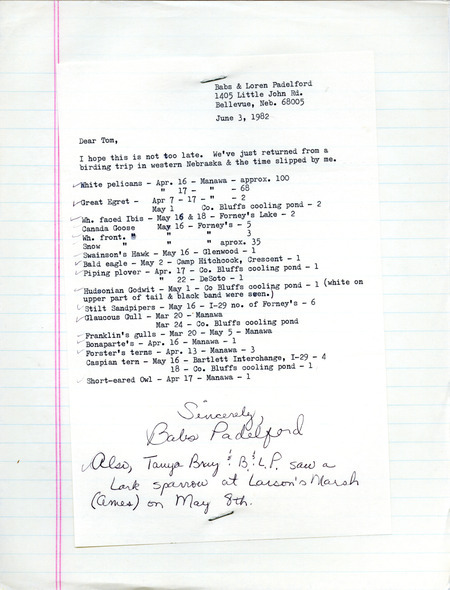 Babs & Loren Padelford
1405 Little John Rd.
Bellevue, Neb. 68005
June 3, 1982
Dear Tom,
I hope this is not too late. We've just returned from a
birding trip in western Nebraska & the time slipped by me.
✓White pelicans - Apr. 16 - Manawa - approx. 100
" 17 - " - 68
✓Great Egret - Apr 7 - 17 - " - 2
May 1 Co. Bluffs cooling pond - 2
✓Wh. faced Ibis - May 16 & 18 - Forney's Lake - 2
Canada Goose May 16 - Forney's - 5
✓Wh. front. " " " 3
Snow " " " aprox. 35
✓Swainson's Hawk - May 16 - Glenwood - 1
✓Bald eagle - May 2 - Camp Hitchcock, Crescent - 1
✓Piping plover - Apr. 17 - Co. Bluffs cooling pond - 1
" 22 - DeSoto - 1
✓Hudsonian Godwit - May 1 - Co Bluffs cooling pond - 1 (white on
upper part of tail & black band were seen.)
✓Stilt Sandpipers - May 16 - I-29 no. of Forney's - 6
✓Glaucous Gull - Mar 20 - Manawa
Mar 24 - Co. Bluffs cooling pond
✓Franklin's gulls - Mar 20 - May 5 - Manawa
✓Bonaparte's - Apr. 16 - Manawa - 1
✓Forster's terns - Apr. 13 - Manawa - 3
Caspian tern - May 16 - Bartlett Interchange, I-29 - 4
18 - Co. Bluffs cooling pond - 1
✓Short-eared Owl - Apr 17 - Manawa - 1
Sincerely,
Babs Padelford
✓Also, Tanya Bray & B. & L.P. saw a
Lark sparrow at Larson's Marsh
(Ames) on May 8th.